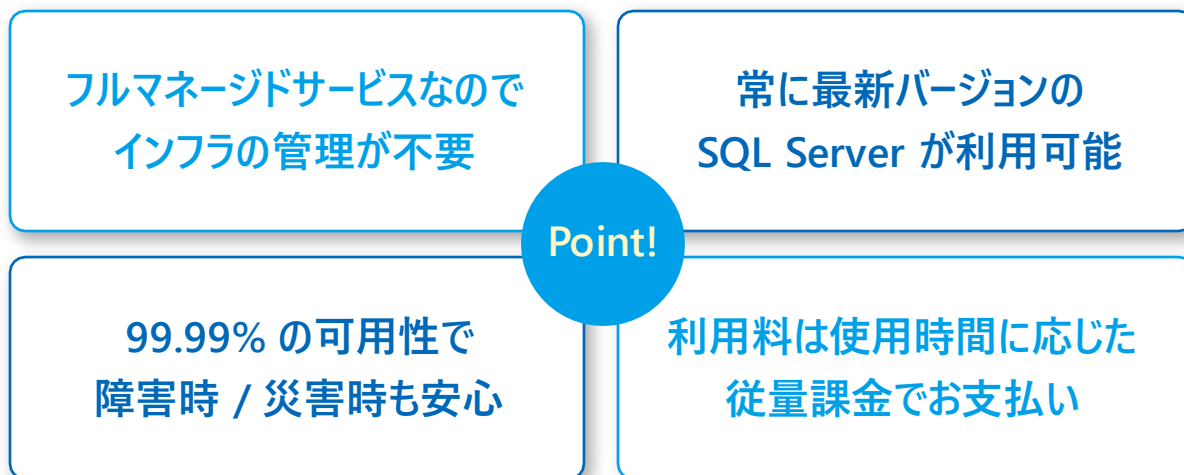 フルマネージドサービスなので
インフラの管理が不要
常に最新バージョンの
SQL Server が利用可能
Point!
99.99% の可用性で
障害時 / 災害時も安心
利用料は使用時間に応じた
従量課金でお支払い